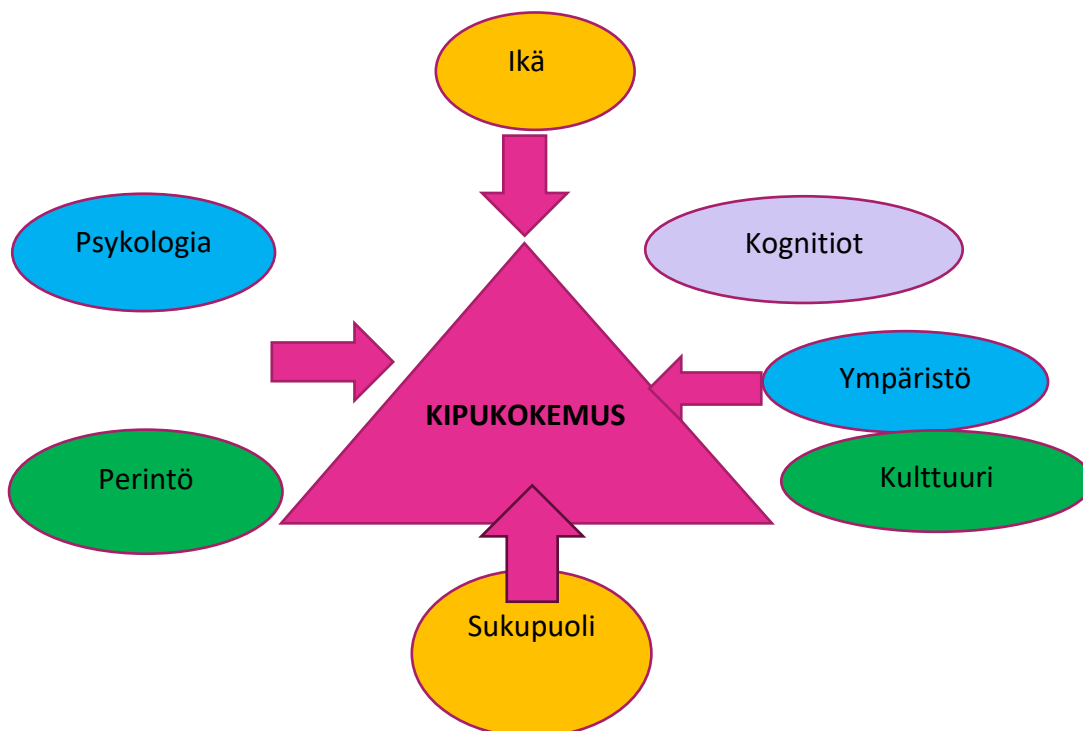 Ikä
Psykologia
Kognitiot
Ympäristö
KIPUKOKEMUS
Perintö
Kulttuuri
Sukupuoli